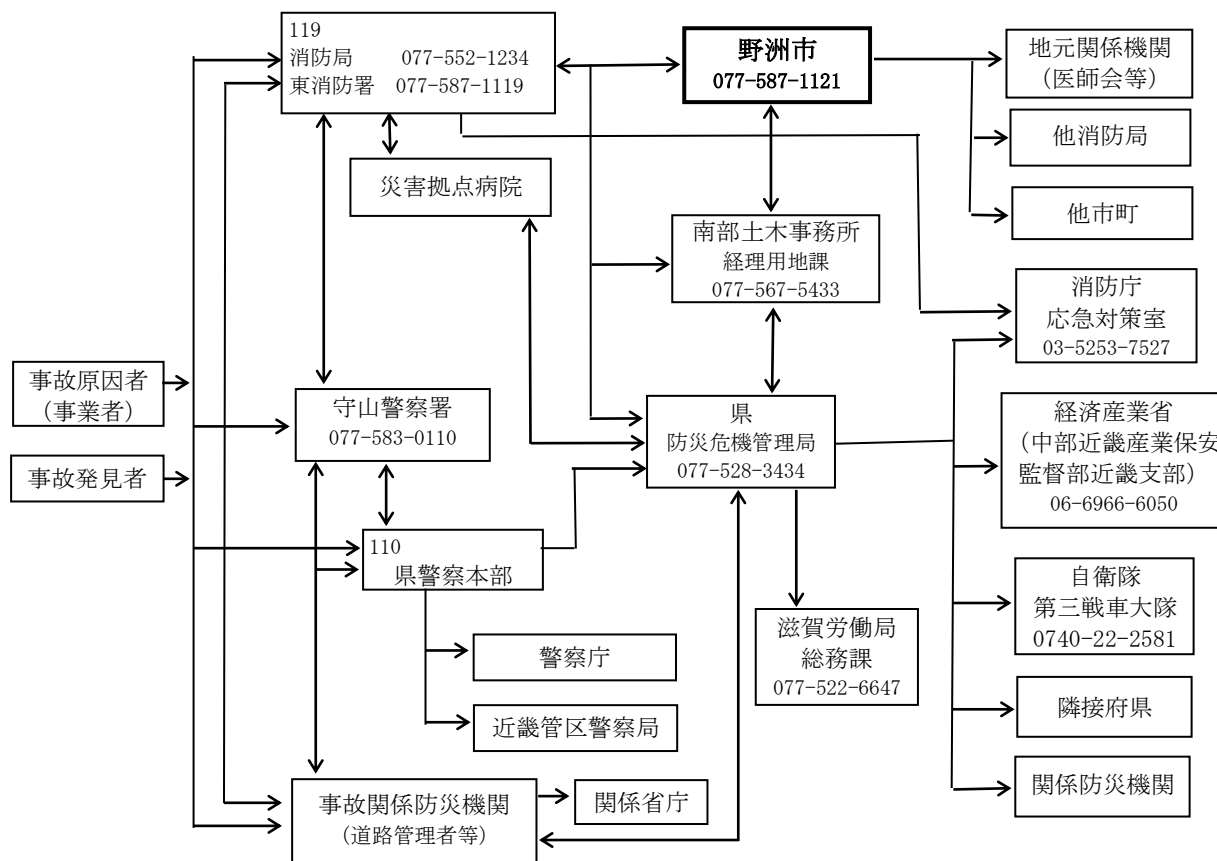 119
消防局 077-552-1234
東消防署 077-587-1119
野洲市
077-587-1121
地元関係機関
(医師会等)
他消防局
他市町
災害拠点病院
南部土木事務所
経理用地課
077-567-5433
消防庁
応急対策室
03-5253-7527
事故原因者
(事業者)
事故発見者
守山警察署
077-583-0110
県
防災危機管理局
077-528-3434
経済産業省
(中部近畿産業保安
監督部近畿支部)
06-6966-6050
110
県警察本部
自衛隊
第三戦車大隊
0740-22-2581
滋賀労働局
総務課
077-522-6647
警察庁
近畿管区警察局
隣接府県
関係防災機関
事故関係防災機関
(道路管理者等)
関係省庁